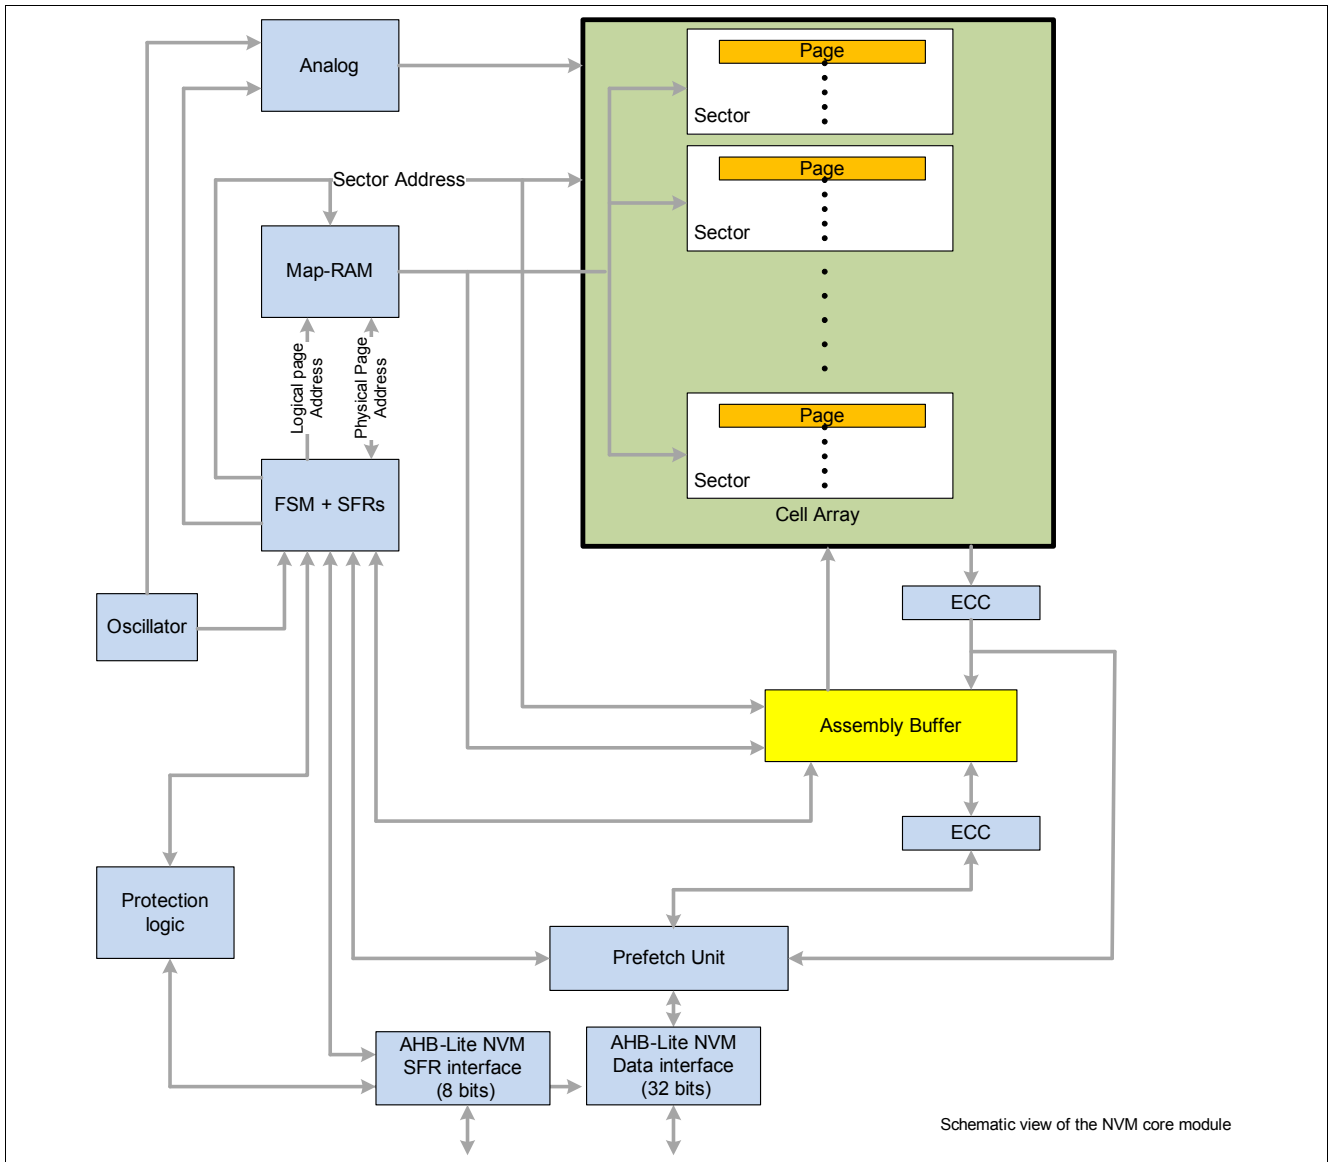 Analog
Page
Sector
Page
Sector
Sector Address
Map-RAM
Logical page
Address
Physical Page
Address
Page
Sector
Cell Array
FSM + SFRs
Oscillator
ECC
Assembly Buffer
ECC
Protection
logic
Prefetch Unit
AHB-Lite NVM
SFR interface
(8 bits)
AHB-Lite NVM
Data interface
(32 bits)
Schematic view of the NVM core module